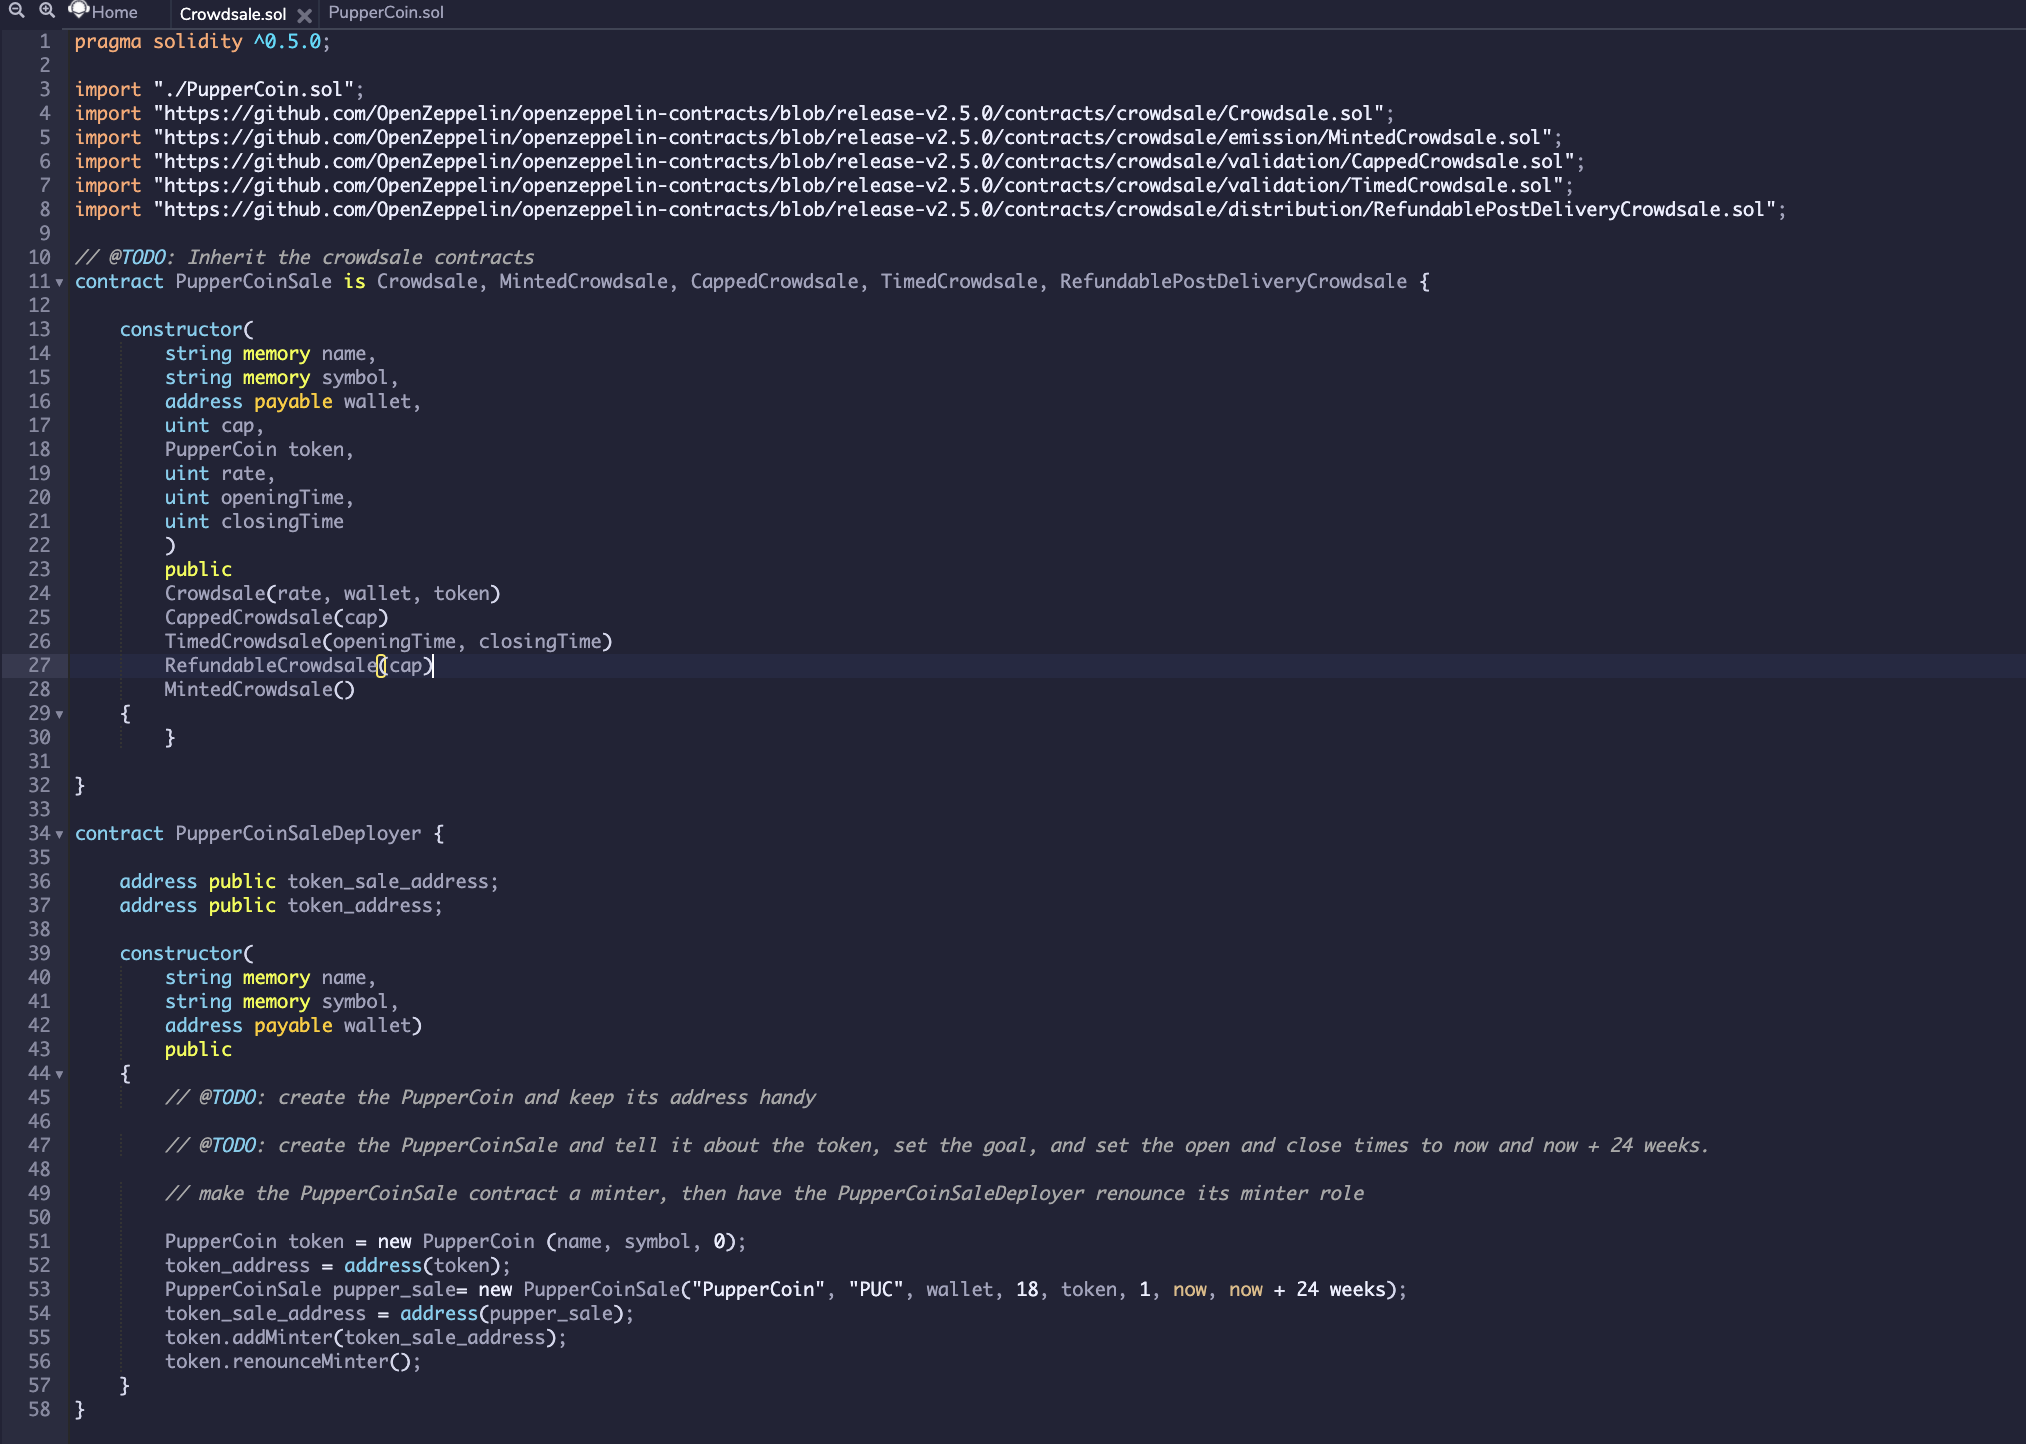 Home Crowdsale.sol PupperCoin.sol
1 pragma solidity ^0.5.0;
2
3 import "./PupperCoin.sol";
4 import "https://github.com/OpenZeppelin/openzeppelin-contracts/blob/release-v2.5.0/contracts/crowdsale/Crowdsale.sol";
5 import "https://github.com/OpenZeppelin/openzeppelin-contracts/blob/release-v2.5.0/contracts/crowdsale/emission/MintedCrowdsale.sol";
6 import "https://github.com/OpenZeppelin/openzeppelin-contracts/blob/release-v2.5.0/contracts/crowdsale/validation/CappedCrowdsale.sol";
7 import "https://github.com/OpenZeppelin/openzeppelin-contracts/blob/release-v2.5.0/contracts/crowdsale/validation/TimedCrowdsale.sol";
8 import "https://github.com/OpenZeppelin/openzeppelin-contracts/blob/release-v2.5.0/contracts/crowdsale/distribution/RefundablePostDeliveryCrowdsale.sol";
9
10 // @TODO: Inherit the crowdsale contracts
11 contract PupperCoinSale is Crowdsale, MintedCrowdsale, CappedCrowdsale, TimedCrowdsale, RefundablePostDeliveryCrowdsale {
12
13     constructor(
14         string memory name,
15         string memory symbol,
16         address payable wallet,
17         uint cap,
18         PupperCoin token,
19         uint rate,
20         uint openingTime,
21         uint closingTime
22         )
23         public
24         Crowdsale(rate, wallet, token)
25         CappedCrowdsale(cap)
26         TimedCrowdsale(openingTime, closingTime)
27         RefundableCrowdsale(cap)
28         MintedCrowdsale()
29     {
30         }
31
32 }
33
34 contract PupperCoinSaleDeployer {
35
36     address public token_sale_address;
37     address public token_address;
38
39     constructor(
40         string memory name,
41         string memory symbol,
42         address payable wallet)
43         public
44     {
45         // @TODO: create the PupperCoin and keep its address handy
46
47         // @TODO: create the PupperCoinSale and tell it about the token, set the goal, and set the open and close times to now and now + 24 weeks.
48
49         // make the PupperCoinSale contract a minter, then have the PupperCoinSaleDeployer renounce its minter role
50
51         PupperCoin token = new PupperCoin (name, symbol, 0);
52         token_address = address(token);
53         PupperCoinSale pupper_sale= new PupperCoinSale("PupperCoin", "PUC", wallet, 18, token, 1, now, now + 24 weeks);
54         token_sale_address = address(pupper_sale);
55         token.addMinter(token_sale_address);
56         token.renounceMinter();
57     }
58 }